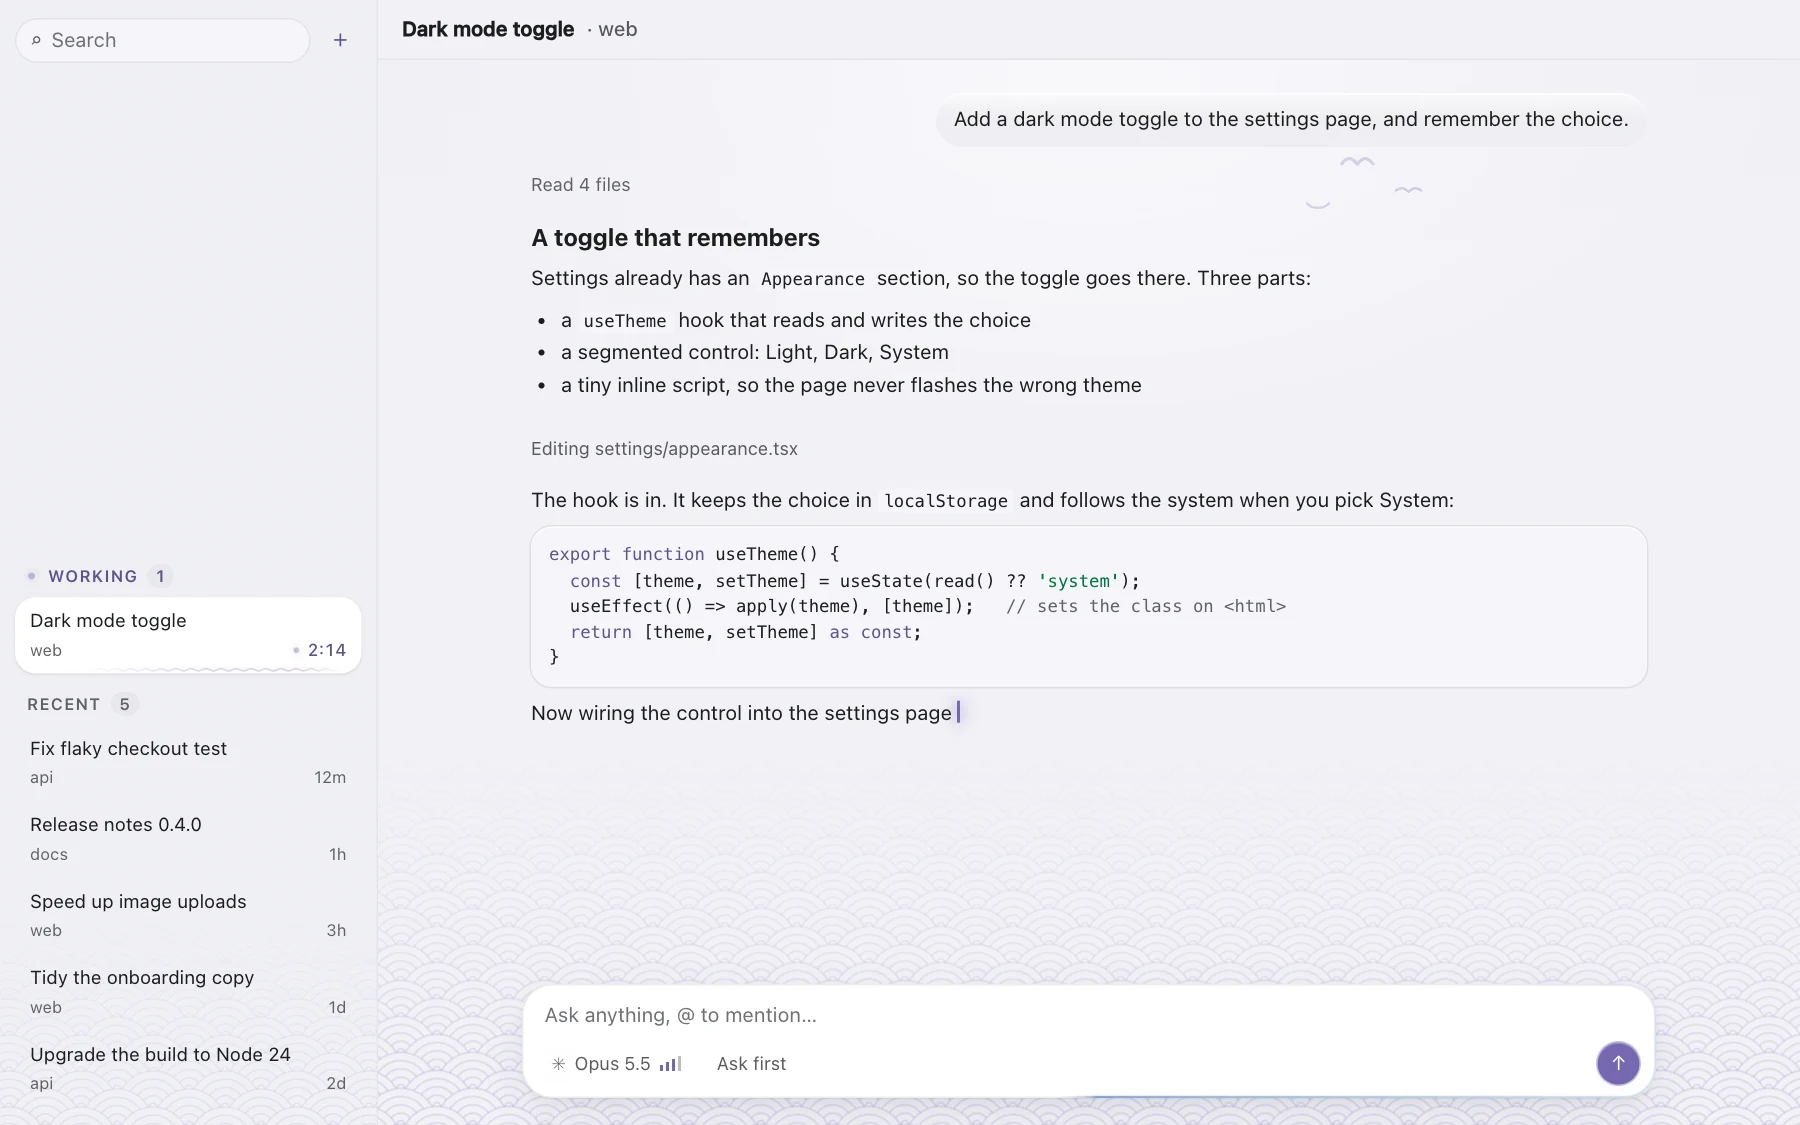 Search
+
WORKING 1
Dark mode toggle
web 2:14
RECENT 5
Fix flaky checkout test
api 12m
Release notes 0.4.0
docs 1h
Speed up image uploads
web 3h
Tidy the onboarding copy
web 1d
Upgrade the build to Node 24
api 2d
Dark mode toggle · web
Add a dark mode toggle to the settings page, and remember the choice.
Read 4 files
A toggle that remembers
Settings already has an Appearance section, so the toggle goes there. Three parts:
• a useTheme hook that reads and writes the choice
• a segmented control: Light, Dark, System
• a tiny inline script, so the page never flashes the wrong theme
Editing settings/appearance.tsx
The hook is in. It keeps the choice in localStorage and follows the system when you pick System:
export function useTheme() {
  const [theme, setTheme] = useState(read() ?? 'system');
  useEffect(() => apply(theme), [theme]);   // sets the class on <html>
  return [theme, setTheme] as const;
}
Now wiring the control into the settings page
Ask anything, @ to mention...
Opus 5.5 Ask first